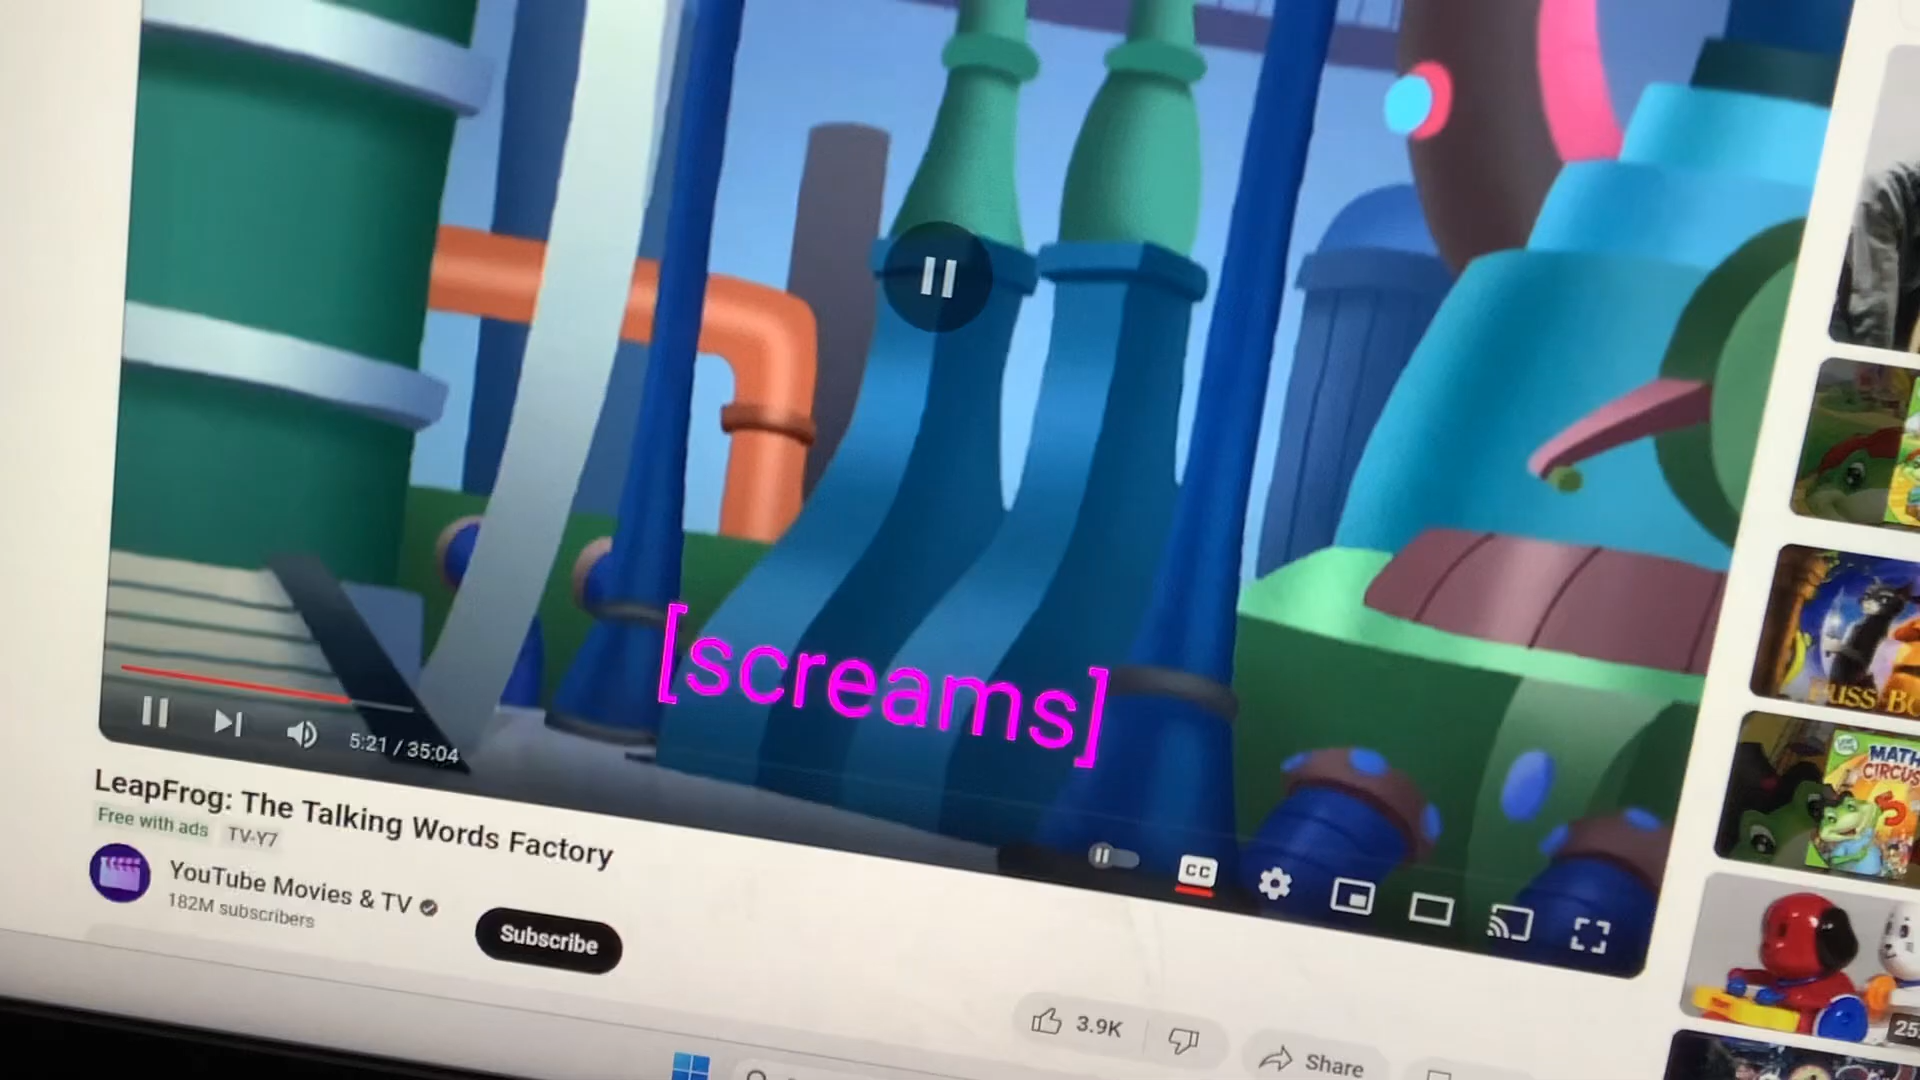 [screams]
5:21 / 35:04
LeapFrog: The Talking Words Factory
Free with ads TV-Y7
YouTube Movies & TV
182M subscribers
Subscribe
CC
3.9K
Share
MATH
CIRCUS
5
25